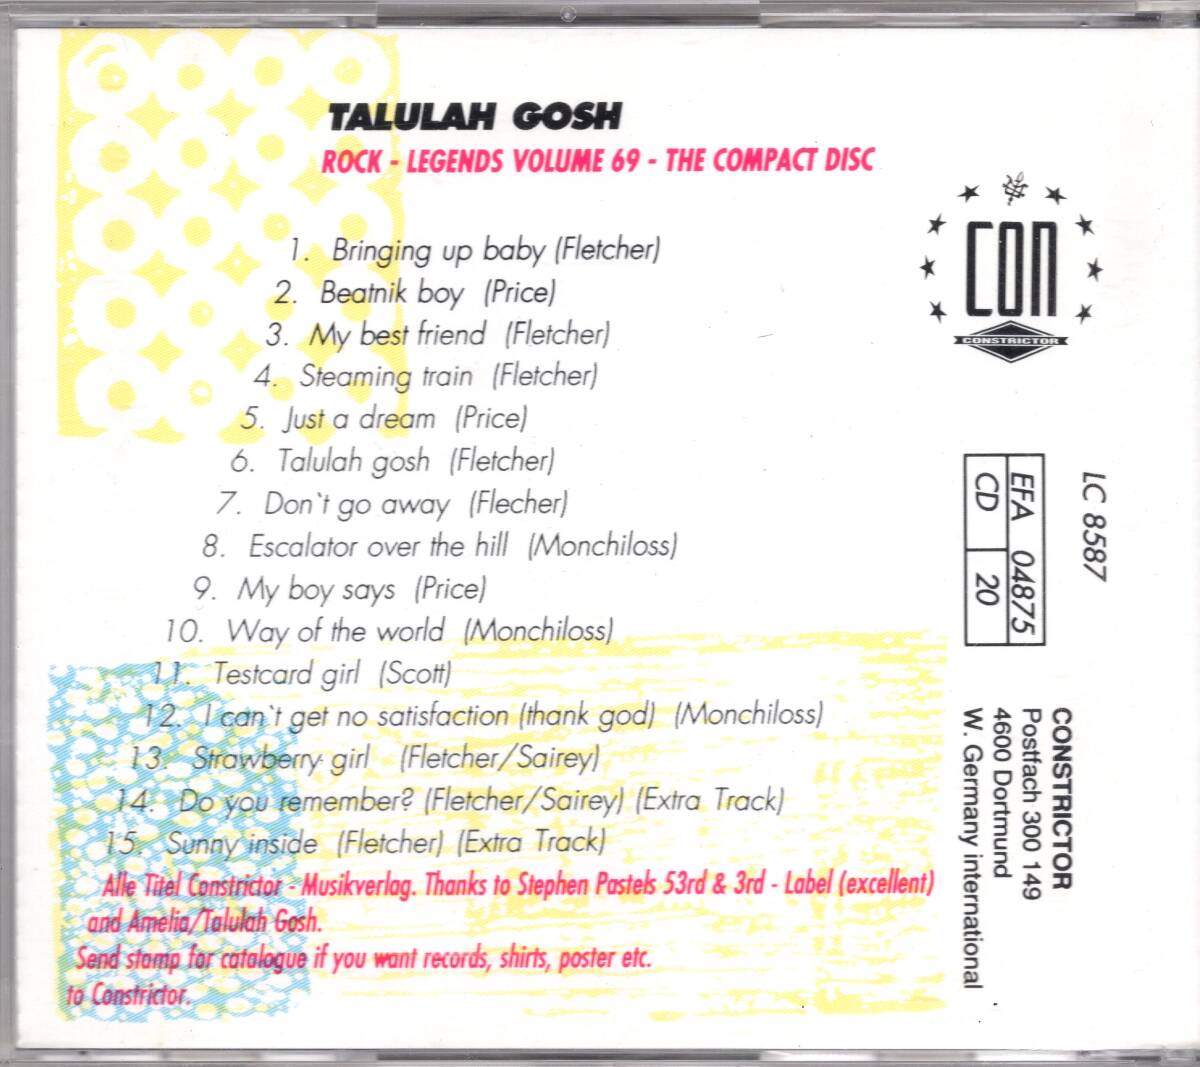 TALULAH GOSH
ROCK - LEGENDS VOLUME 69 - THE COMPACT DISC
1. Bringing up baby (Fletcher)
2. Beatnik boy (Price)
3. My best friend (Fletcher)
4. Steaming train (Fletcher)
5. Just a dream (Price)
6. Talulah gosh (Fletcher)
7. Don`t go away (Flecher)
8. Escalator over the hill (Monchiloss)
9. My boy says (Price)
10. Way of the world (Monchiloss)
11. Testcard girl (Scott)
12. I can`t get no satisfaction (thank god) (Monchiloss)
13. Strawberry girl (Fletcher/Sairey)
14. Do you remember? (Fletcher/Sairey) (Extra Track)
15. Sunny inside (Fletcher) (Extra Track)
Alle Titel Constrictor - Musikverlag. Thanks to Stephen Pastels 53rd & 3rd - Label (excellent)
and Amelia/Talulah Gosh.
Send stamp for catalogue if you want records, shirts, poster etc.
to Constrictor.
CON
CONSTRICTOR
LC 8587
EFA 04875
CD 20
CONSTRICTOR
Postfach 300 149
4600 Dortmund
W. Germany international